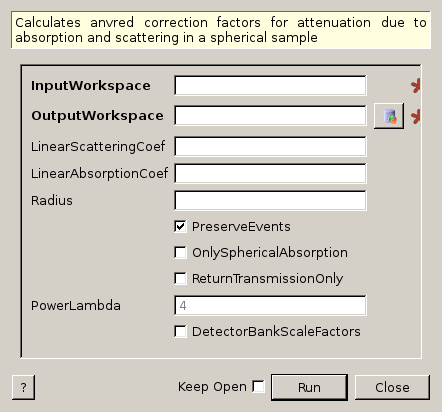 Calculates anvred correction factors for attenuation due to
absorption and scattering in a spherical sample
InputWorkspace
OutputWorkspace
LinearScatteringCoef
LinearAbsorptionCoef
Radius
PreserveEvents
OnlySphericalAbsorption
ReturnTransmissionOnly
PowerLambda 4
DetectorBankScaleFactors
? Keep Open Run Close